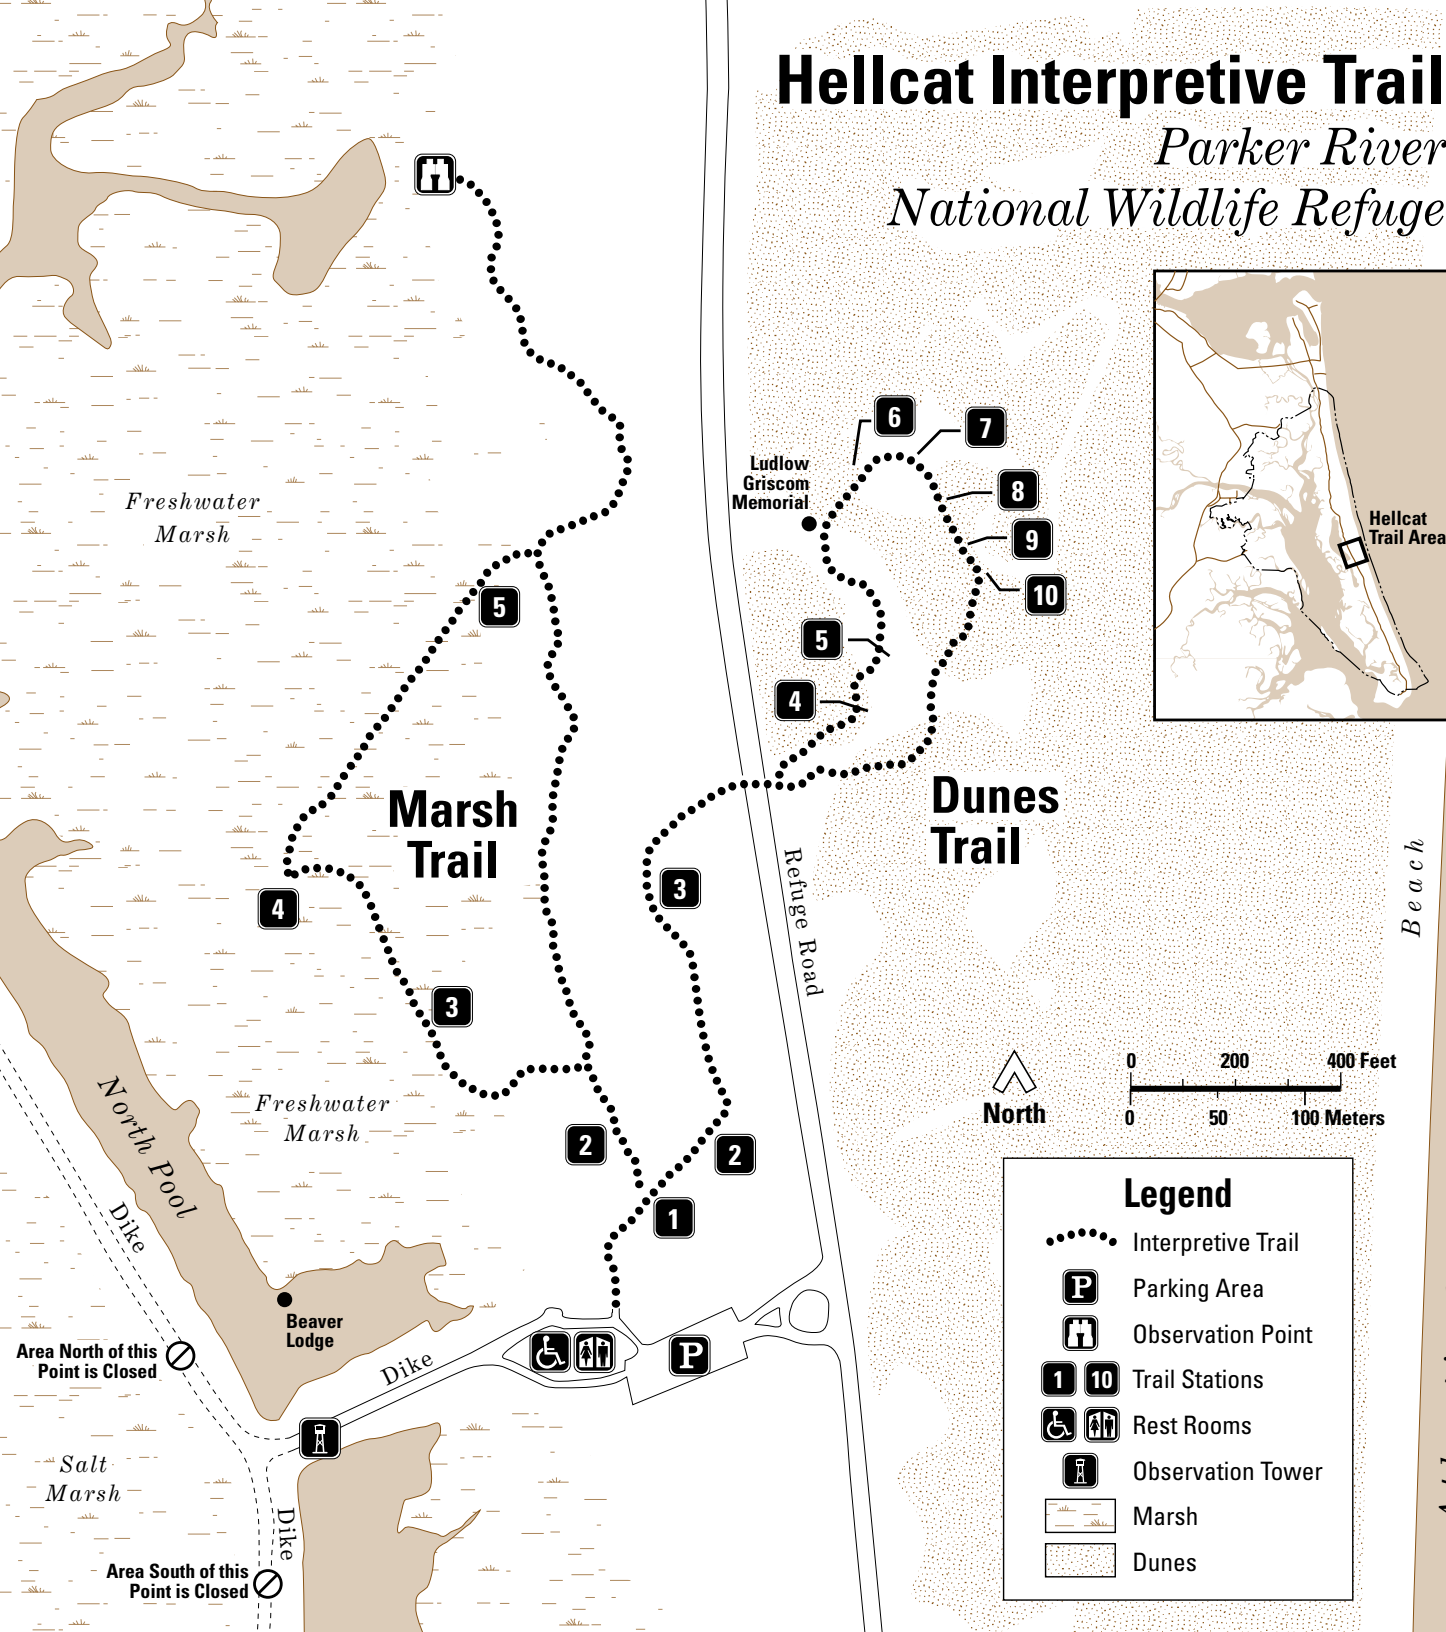 Hellcat Interpretive Trail
Parker River
National Wildlife Refuge
Hellcat
Trail Area
6
7
8
9
10
Ludlow
Griscom
Memorial
5
4
Freshwater
Marsh
5
Marsh
Trail
Dunes
Trail
4
3
3
Refuge Road
Beach
North
0 200 400 Feet
0 50 100 Meters
Freshwater
Marsh
North Pool
Dike
2
2
1
Beaver
Lodge
Area North of this
Point is Closed
Dike
P
Salt
Marsh
Dike
Area South of this
Point is Closed
Legend
Interpretive Trail
P Parking Area
Observation Point
1 10 Trail Stations
Rest Rooms
Observation Tower
Marsh
Dunes